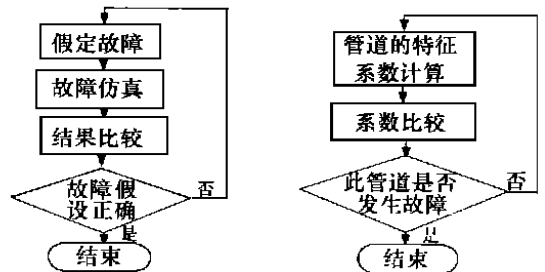 假定故障
故障仿真
结果比较
故障假
设正确
否
是
结束
管道的特征
系数计算
系数比较
此管道是否
发生故障
否
是
结束